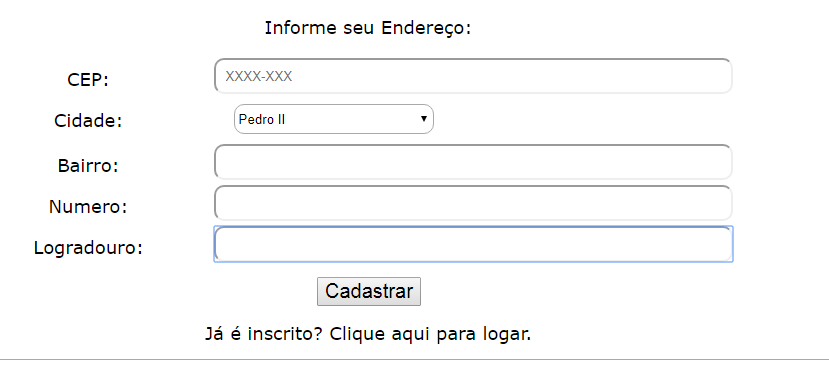 Informe seu Endereço:
CEP: XXXX-XXX
Cidade: Pedro II
Bairro:
Numero:
Logradouro:
Cadastrar
Já é inscrito? Clique aqui para logar.